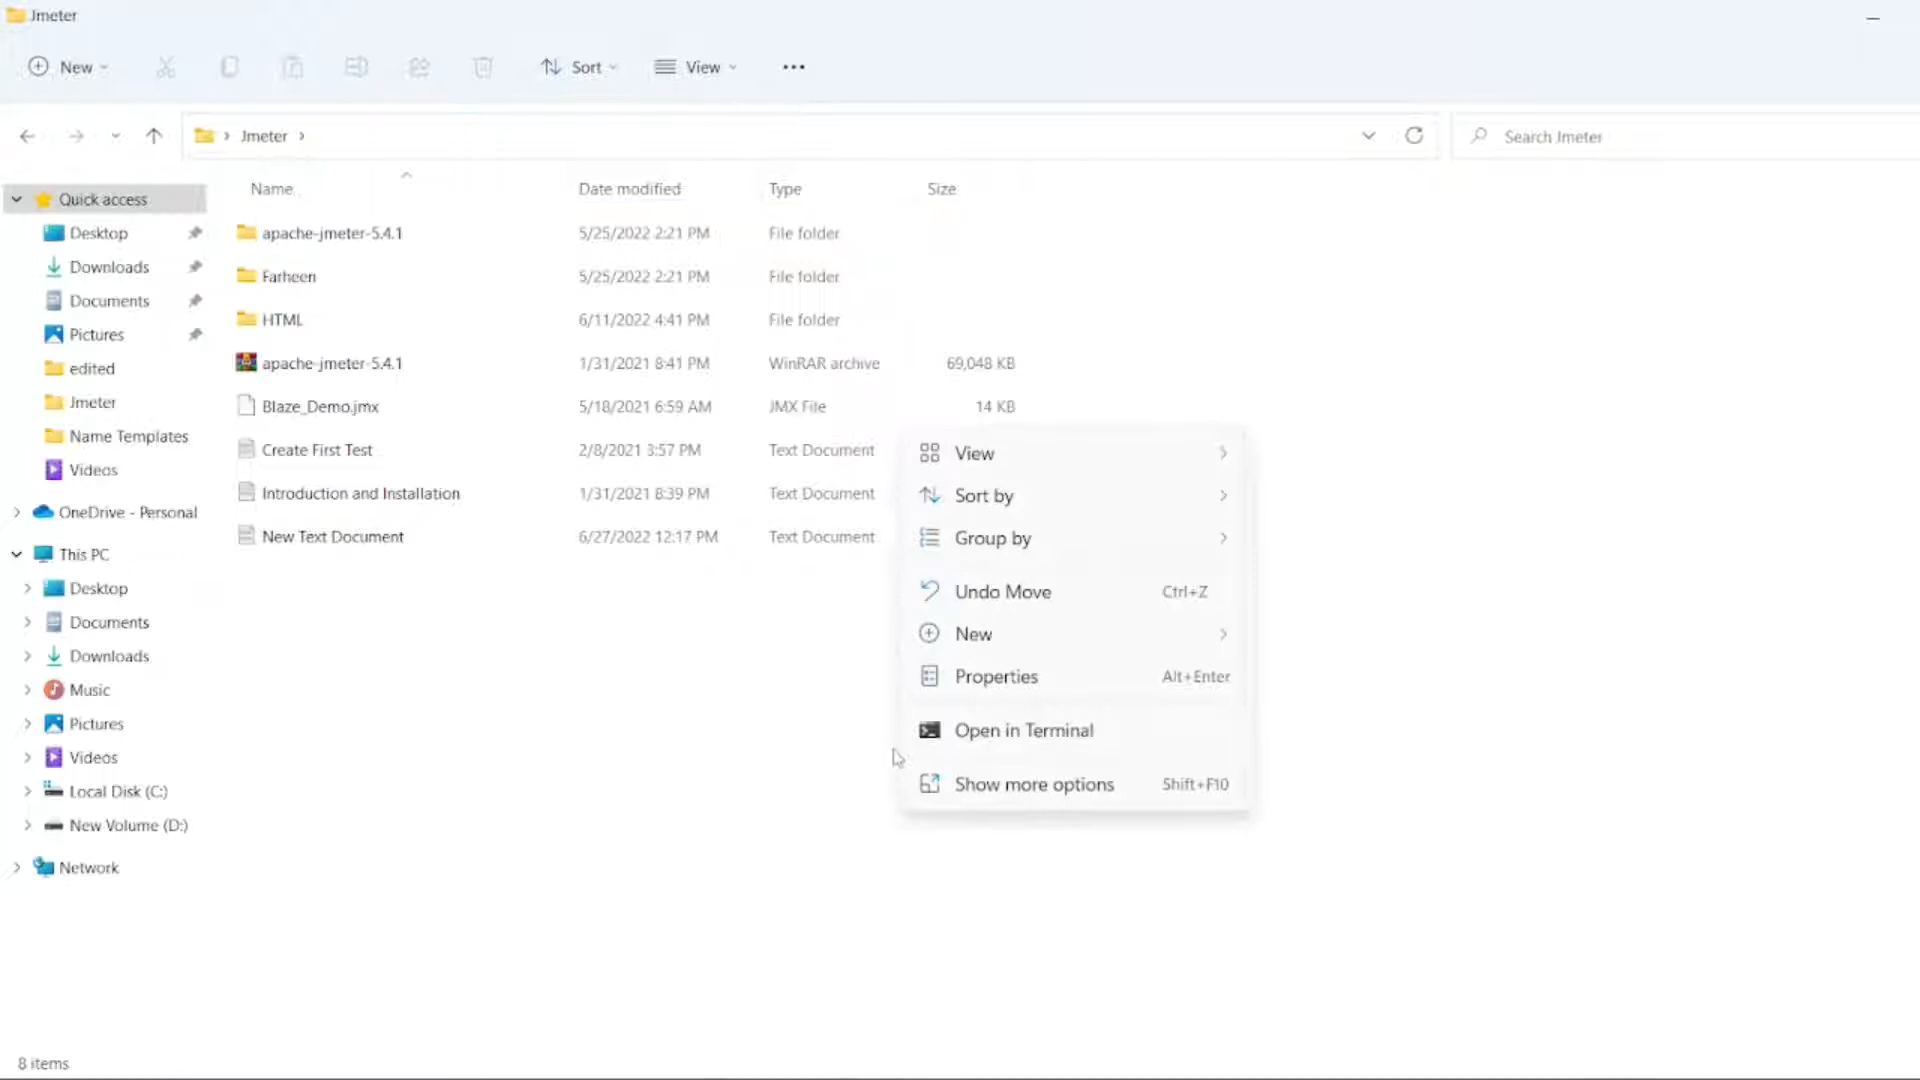 Jmeter
New
Sort
View
Jmeter
Search Jmeter
Name
Date modified
Type
Size
Quick access
Desktop
Downloads
Documents
Pictures
edited
Jmeter
Name Templates
Videos
OneDrive - Personal
This PC
Desktop
Documents
Downloads
Music
Pictures
Videos
Local Disk (C:)
New Volume (D:)
Network
apache-jmeter-5.4.1 5/25/2022 2:21 PM File folder
Farheen 5/25/2022 2:21 PM File folder
HTML 6/11/2022 4:41 PM File folder
apache-jmeter-5.4.1 1/31/2021 8:41 PM WinRAR archive 69,048 KB
Blaze_Demo.jmx 5/18/2021 6:59 AM JMX File 14 KB
Create First Test 2/8/2021 3:57 PM Text Document
Introduction and Installation 1/31/2021 8:39 PM Text Document
New Text Document 6/27/2022 12:17 PM Text Document
View
Sort by
Group by
Undo Move Ctrl+Z
New
Properties Alt+Enter
Open in Terminal
Show more options Shift+F10
8 items